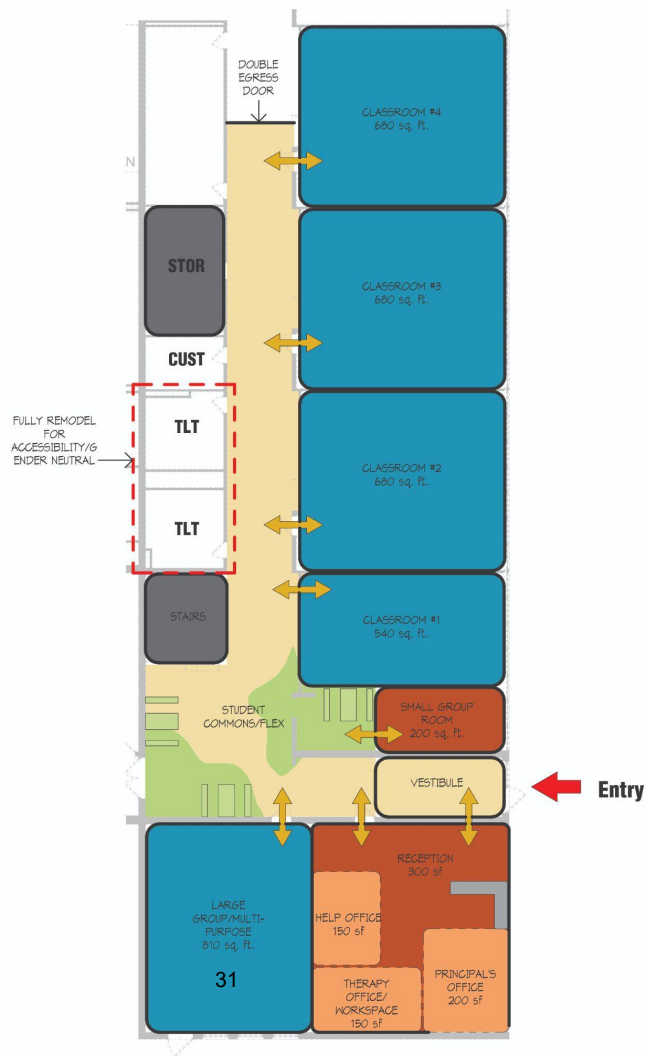 DOUBLE
EGRESS
DOOR
CLASSROOM #4
680 sq. ft.
N
STOR
CLASSROOM #3
680 sq. ft.
CUST
FULLY REMODEL
FOR
ACCESSIBILITY/G
ENDER NEUTRAL
TLT
CLASSROOM #2
680 sq. ft.
TLT
STAIRS
CLASSROOM #1
540 sq. ft.
STUDENT
COMMONS/FLEX
SMALL GROUP
ROOM
200 sq. ft.
VESTIBULE
Entry
RECEPTION
300 sf
LARGE
GROUP/MULTI-
PURPOSE
810 sq. ft.
31
HELP OFFICE
150 sf
THERAPY
OFFICE/
WORKSPACE
150 sf
PRINCIPAL'S
OFFICE
200 sf